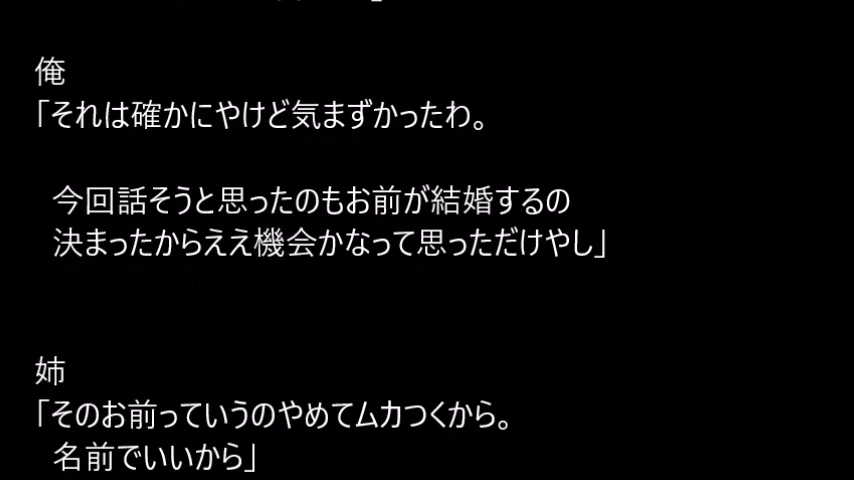 俺
「それは確かにやけど気まずかったわ。
今回話そうと思ったのもお前が結婚するの
決まったからええ機会かなって思っただけやし」
姉
「そのお前っていうのやめてムカつくから。
名前でいいから」